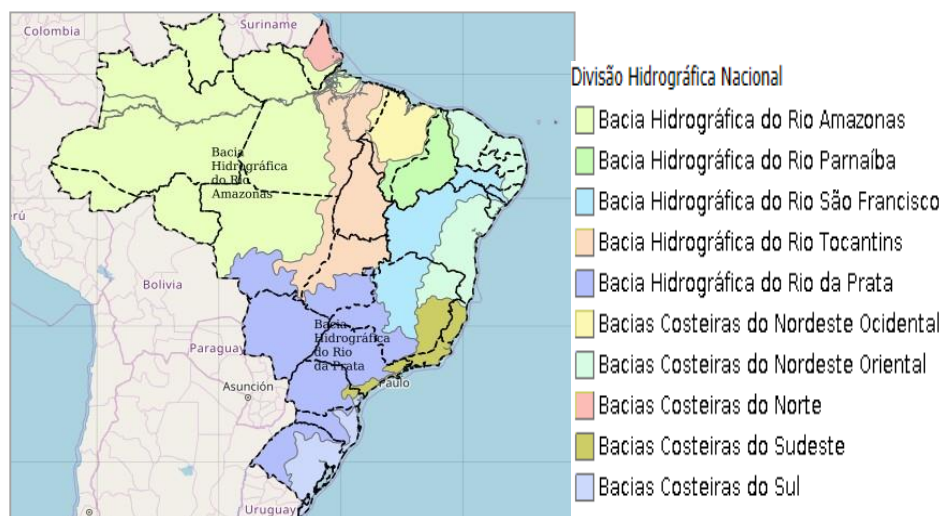 Colombia
Suriname
Bacia
Hidrográfica
do Rio
Amazonas
Bolivia
Bacia
Hidrográfica
do Rio
da Prata
Paraguay
Asunción
Paulo
Uruguay
Divisão Hidrográfica Nacional
Bacia Hidrográfica do Rio Amazonas
Bacia Hidrográfica do Rio Parnaíba
Bacia Hidrográfica do Rio São Francisco
Bacia Hidrográfica do Rio Tocantins
Bacia Hidrográfica do Rio da Prata
Bacias Costeiras do Nordeste Ocidental
Bacias Costeiras do Nordeste Oriental
Bacias Costeiras do Norte
Bacias Costeiras do Sudeste
Bacias Costeiras do Sul